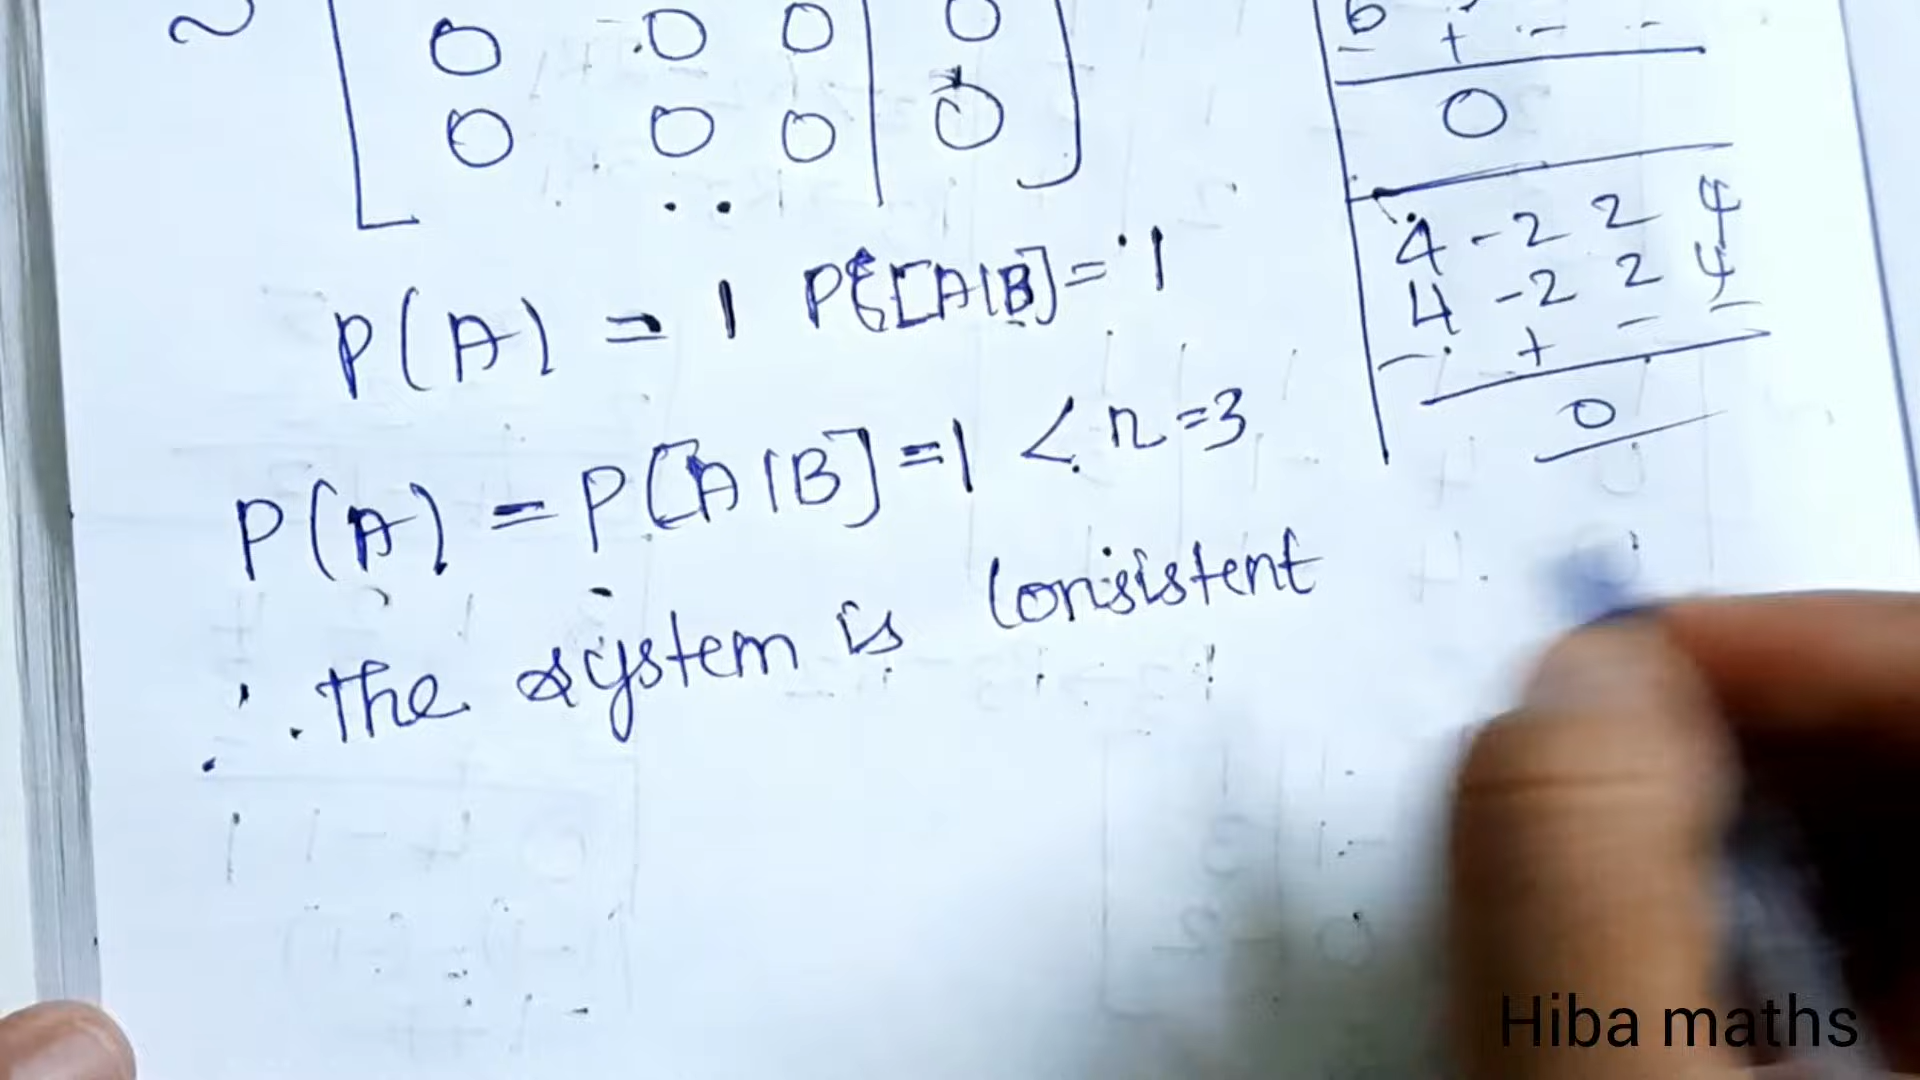 ~ 0 0 0 | 0
0 0 0 | 0
P(A) = 1 P([A|B] = 1
P(A) = P[A|B] = 1 < n = 3
∴ The system is consistent
6
- + - -
0
4 -2 2 4
4 -2 2 4
- + - -
0
Hiba maths